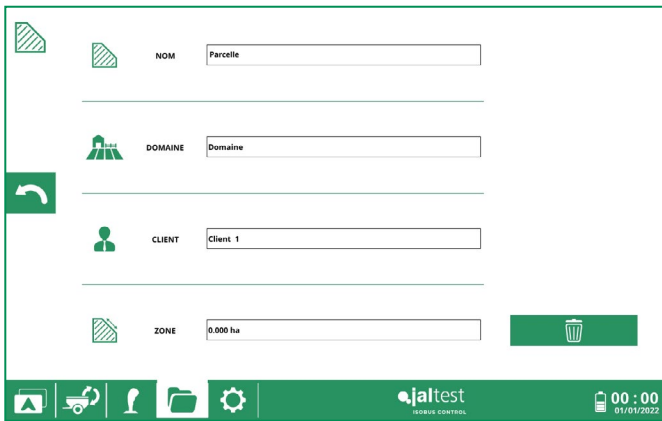 NOM Parcelle
DOMAINE Domaine
CLIENT Client 1
ZONE 0.000 ha
jaltest
ISOBUS CONTROL
00 : 00
01/01/2022